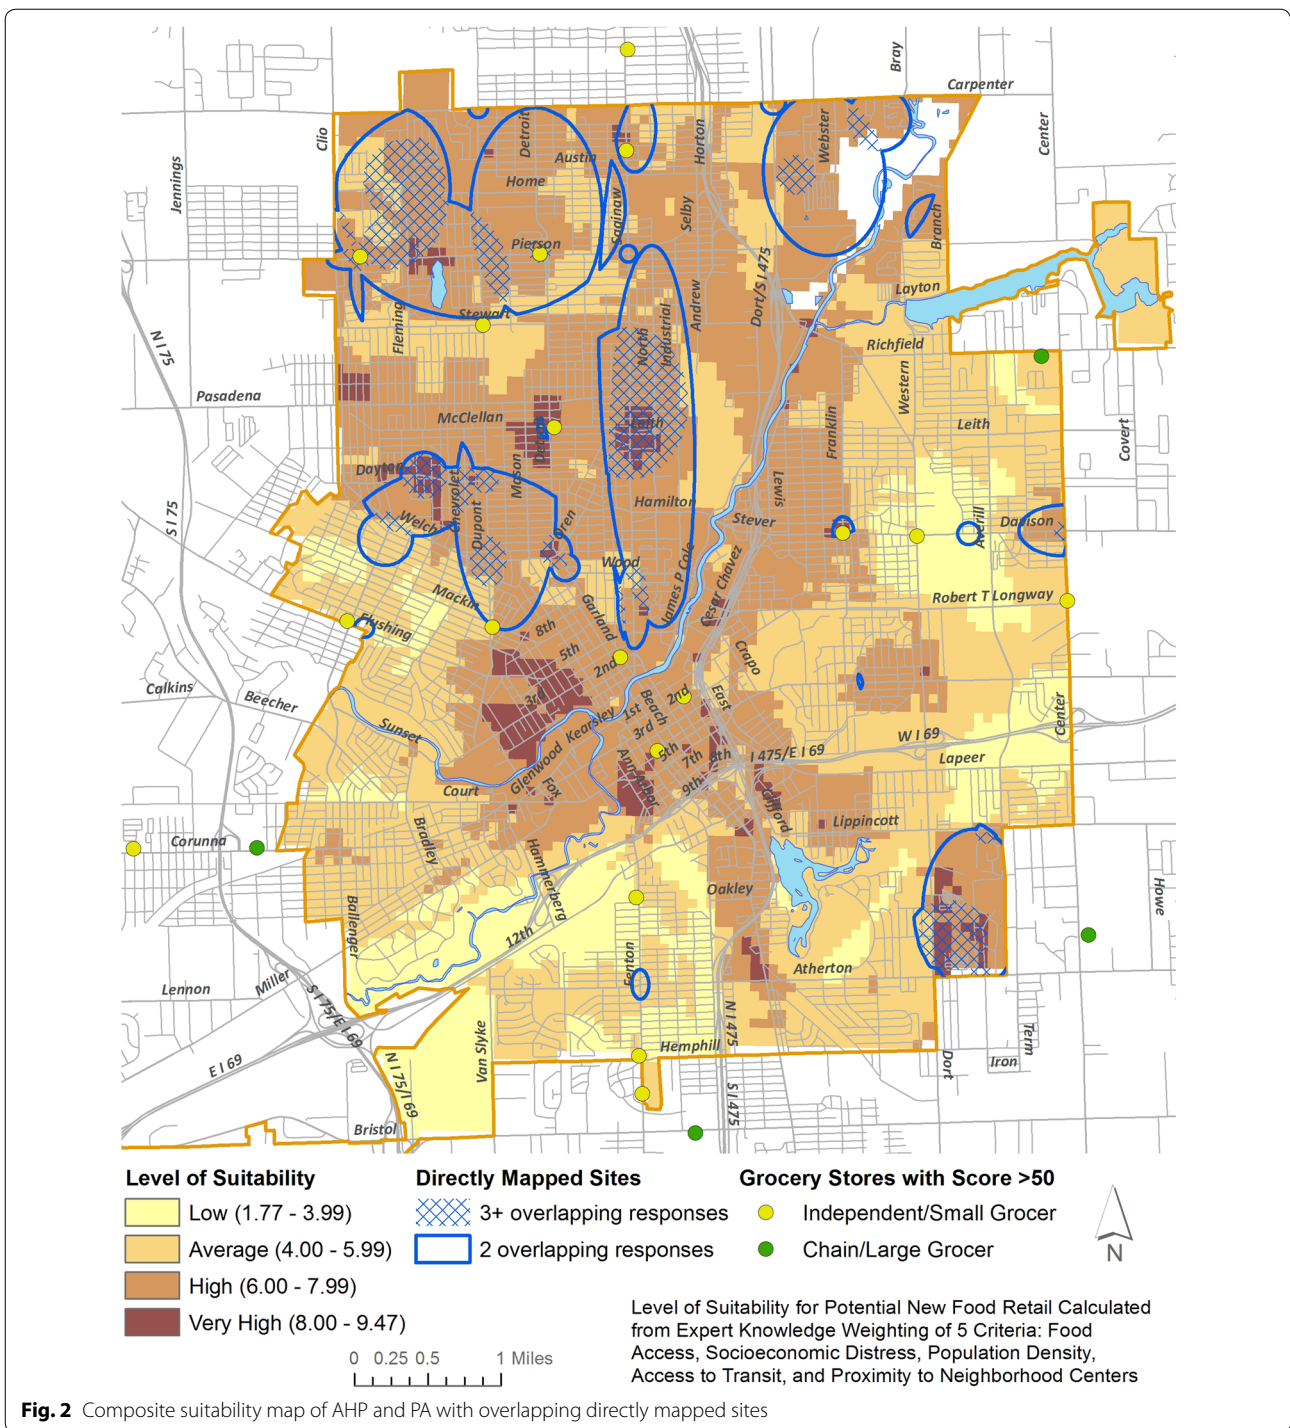 Bray
Carpenter
Center
Clio
Jennings
Detroit
Austin
Home
Horton
Webster
Saginaw
Selby
Branch
Pierson
Dort/S I 475
Layton
Andrew
Stewart
Fleming
North
Industrial
Richfield
N I 75
Western
Pasadena
McClellan
Leith
Franklin
Leith
Covert
Detroit
Dayton
Mason
Chevrolet
Lewis
Hamilton
S I 75
Welch
Dupont
Oren
Stever
Averill
Davison
Wood
James P Cole
Cesar Chavez
Mackin
Garland
Robert T Longway
Flushing
8th
5th
2nd
Crapo
Calkins
Beecher
3rd
Kearsley
1st
Beach
2nd
East
Center
Sunset
3rd
5th
7th
8th
I 475/E I 69
W I 69
Lapeer
Glenwood
Ann Arbor
9th
Court
Fox
Clifford
Lippincott
Corunna
Bradley
Hammerberg
Oakley
Howe
Ballenger
12th
Fenton
Atherton
Lennon
Miller
S I 75/E I 69
N I 475
Van Slyke
Hemphill
Term
E I 69
N I 75/I 69
Dort
Iron
S I 475
Bristol
Level of Suitability
Low (1.77 - 3.99)
Average (4.00 - 5.99)
High (6.00 - 7.99)
Very High (8.00 - 9.47)
Directly Mapped Sites
3+ overlapping responses
2 overlapping responses
Grocery Stores with Score >50
Independent/Small Grocer
Chain/Large Grocer
N
0 0.25 0.5 1 Miles
Level of Suitability for Potential New Food Retail Calculated
from Expert Knowledge Weighting of 5 Criteria: Food
Access, Socioeconomic Distress, Population Density,
Access to Transit, and Proximity to Neighborhood Centers
Fig. 2 Composite suitability map of AHP and PA with overlapping directly mapped sites